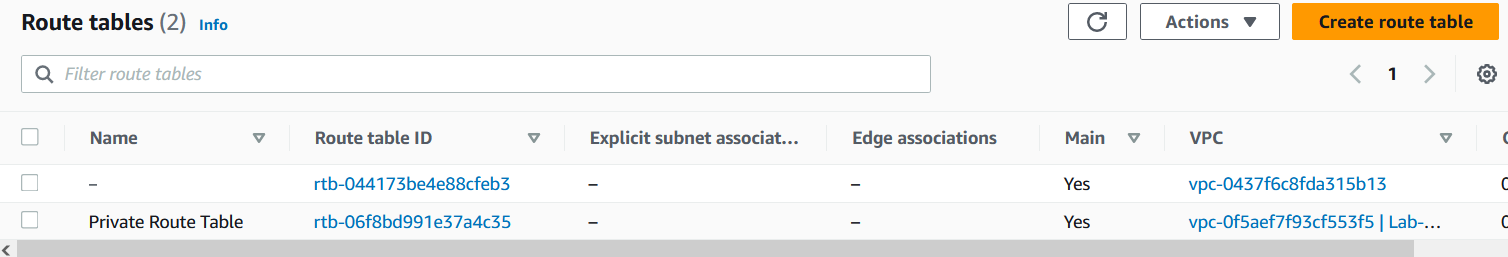 Route tables (2) Info Actions Create route table
Filter route tables 1
Name Route table ID Explicit subnet associat... Edge associations Main VPC
– rtb-044173be4e88cfeb3 – – Yes vpc-0437f6c8fda315b13
Private Route Table rtb-06f8bd991e37a4c35 – – Yes vpc-0f5aef7f93cf553f5 | Lab-...